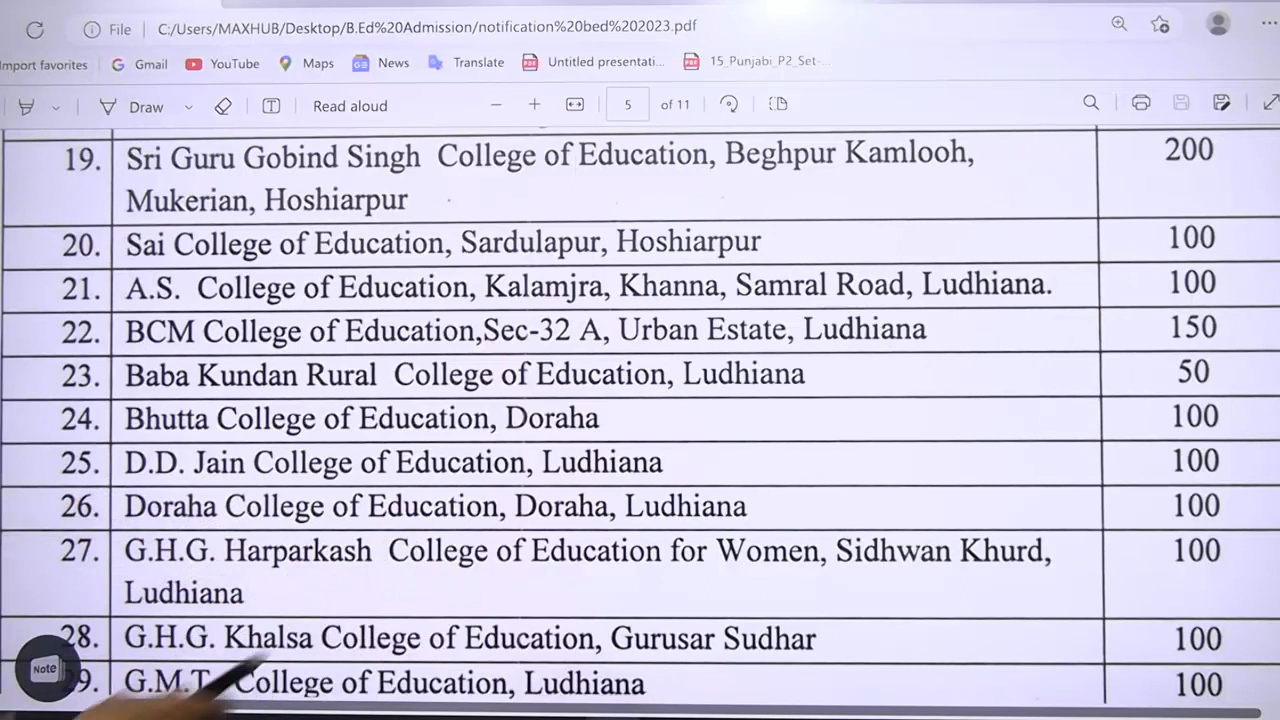 File C:/Users/MAXHUB/Desktop/B.Ed%20Admission/notification%20bed%202023.pdf
Import favorites Gmail YouTube Maps News Translate Untitled presentati... 15_Punjabi_P2_Set-...
Draw Read aloud 5 of 11
19. Sri Guru Gobind Singh College of Education, Beghpur Kamlooh, 200
Mukerian, Hoshiarpur
20. Sai College of Education, Sardulapur, Hoshiarpur 100
21. A.S. College of Education, Kalamjra, Khanna, Samral Road, Ludhiana. 100
22. BCM College of Education,Sec-32 A, Urban Estate, Ludhiana 150
23. Baba Kundan Rural College of Education, Ludhiana 50
24. Bhutta College of Education, Doraha 100
25. D.D. Jain College of Education, Ludhiana 100
26. Doraha College of Education, Doraha, Ludhiana 100
27. G.H.G. Harparkash College of Education for Women, Sidhwan Khurd, 100
Ludhiana
28. G.H.G. Khalsa College of Education, Gurusar Sudhar 100
Note
29. G.M.T. College of Education, Ludhiana 100